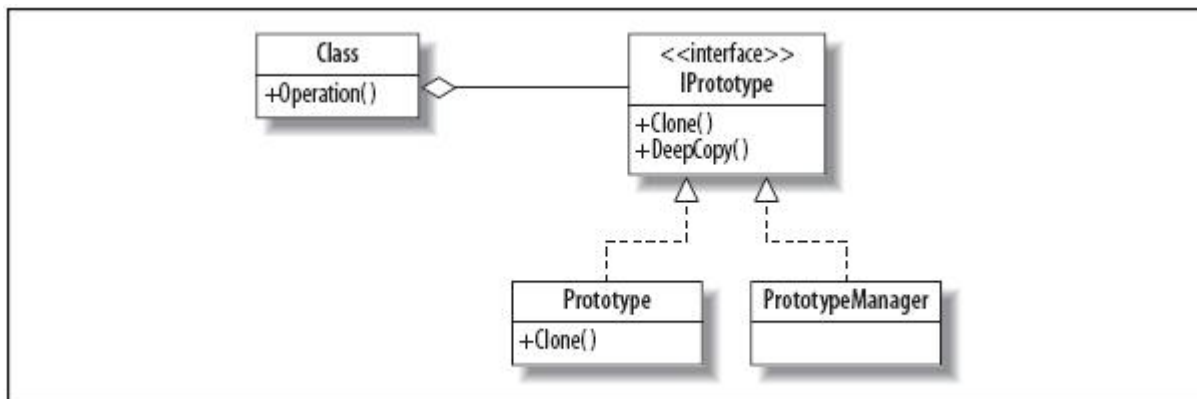 Class
+Operation()
<<interface>>
IPrototype
+Clone()
+DeepCopy()
Prototype
+Clone()
PrototypeManager